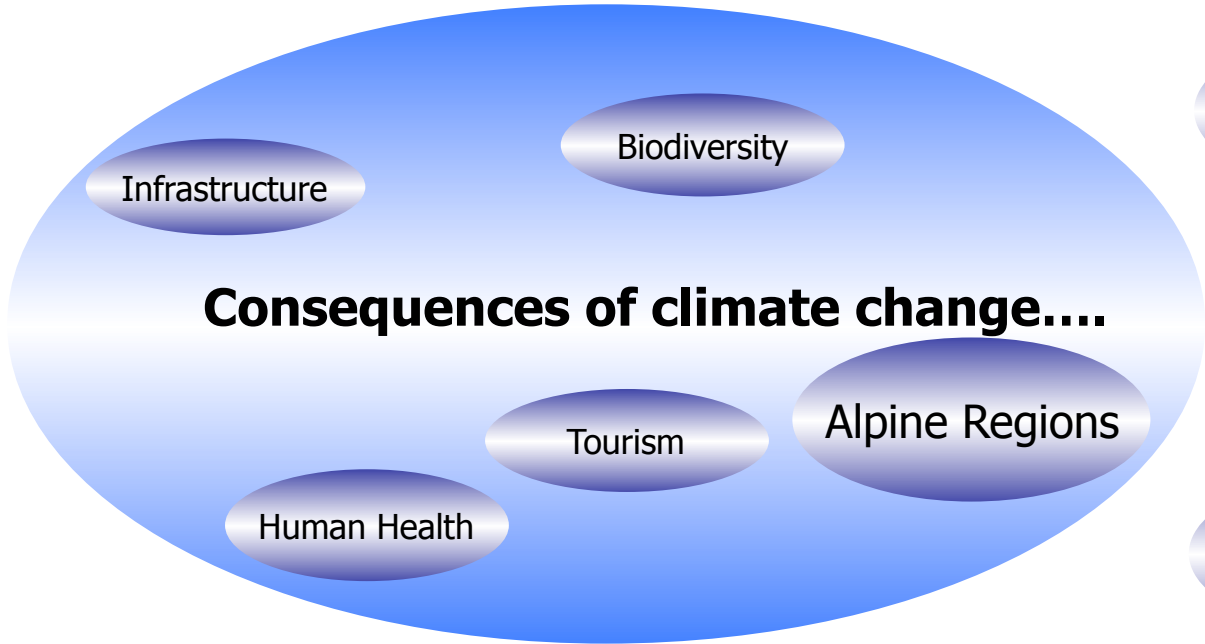 Biodiversity
Infrastructure
Consequences of climate change....
Alpine Regions
Tourism
Human Health